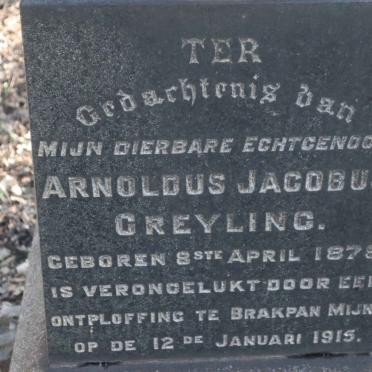 TER
Gedachtenis van
MIJN DIERBARE ECHTGENOO
ARNOLDUS JACOBUS
GREYLING.
GEBOREN 8STE APRIL 1878
IS VERONGELUKT DOOR EEN
ONTPLOFFING TE BRAKPAN MIJN
OP DE 12DE JANUARI 1915.